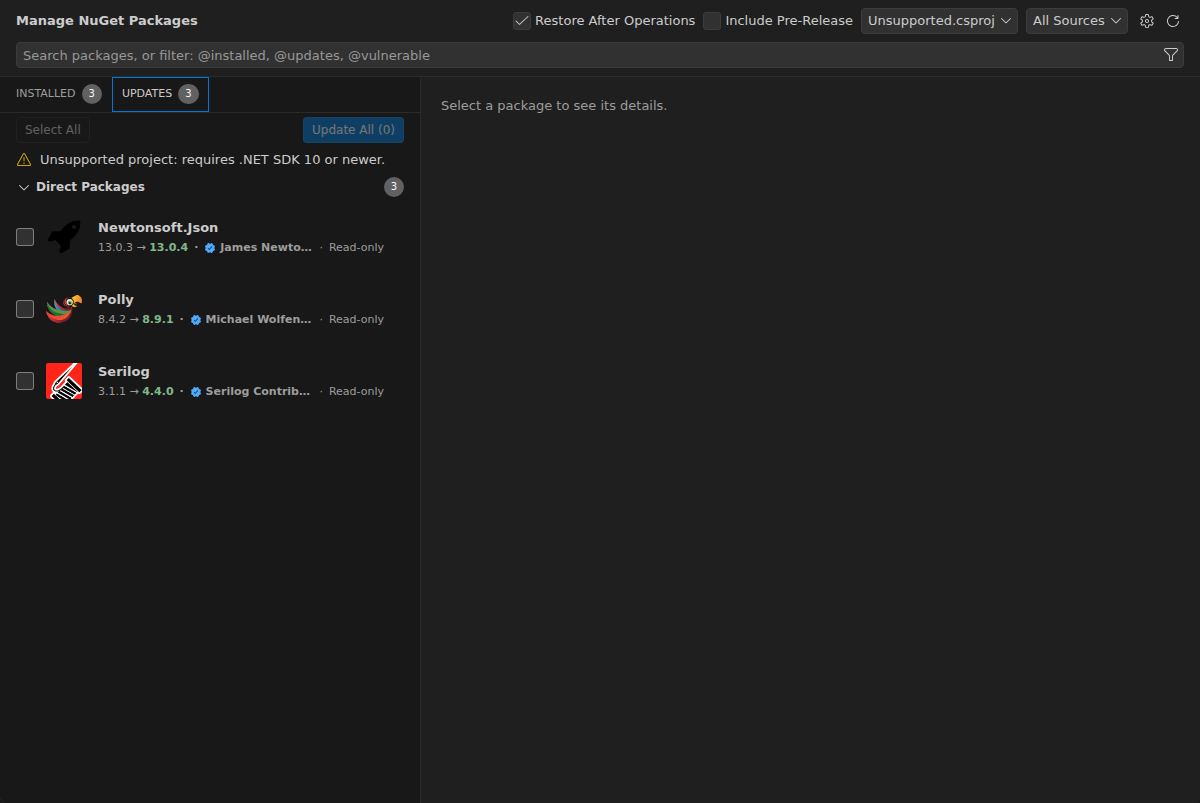 Manage NuGet Packages
Restore After Operations
Include Pre-Release
Unsupported.csproj
All Sources
Search packages, or filter: @installed, @updates, @vulnerable
INSTALLED 3
UPDATES 3
Select All
Update All (0)
Unsupported project: requires .NET SDK 10 or newer.
Direct Packages 3
Newtonsoft.Json
13.0.3 → 13.0.4 · James Newto... · Read-only
Polly
8.4.2 → 8.9.1 · Michael Wolfen... · Read-only
Serilog
3.1.1 → 4.4.0 · Serilog Contrib... · Read-only
Select a package to see its details.